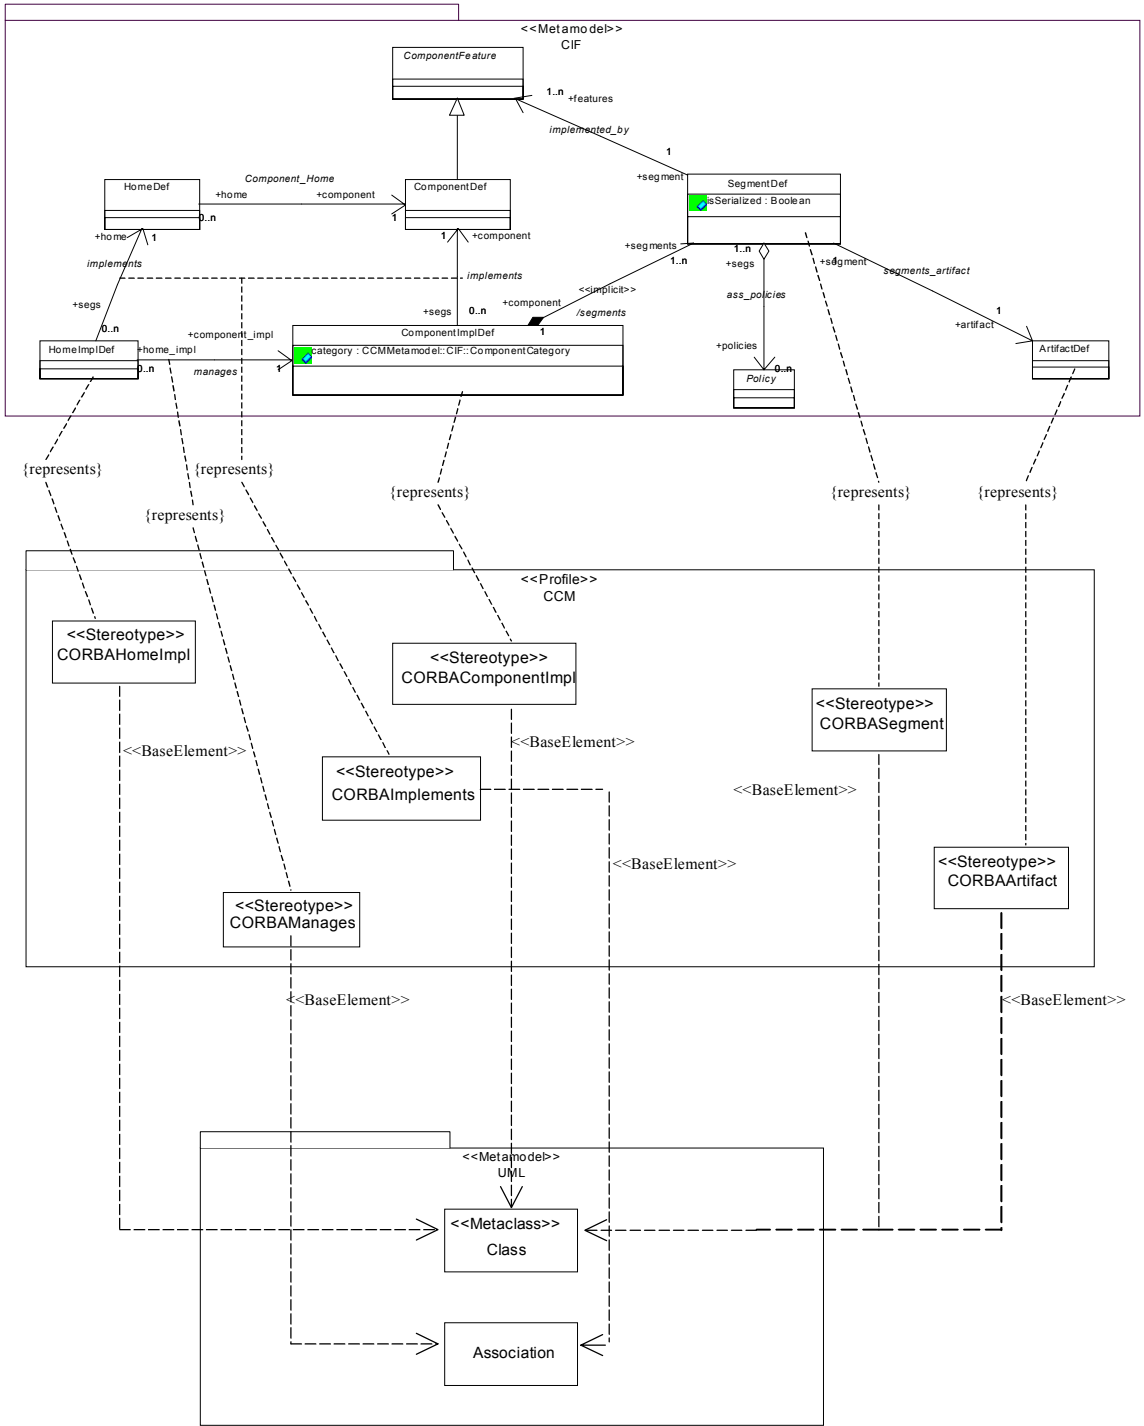 <<Metamodel>>
CIF
ComponentFeature
1..n
+features
implemented_by
1
+segment
HomeDef
Component_Home
+home
+component
0..n
1
ComponentDef
SegmentDef
isSerialized : Boolean
+home
1
implements
+segs
0..n
1
+component
implements
+segs
0..n
+segments
1..n
<<implicit>>
/segments
+component
1
1..n
+segs
ass_policies
+policies
0..n
1
+segment
segments_artifact
1
+artifact
HomeImplDef
+home_impl
0..n
+component_impl
manages
1
ComponentImplDef
category : CCMMetamodel::CIF::ComponentCategory
Policy
ArtifactDef
{represents}
{represents}
{represents}
{represents}
{represents}
{represents}
<<Profile>>
CCM
<<Stereotype>>
CORBAHomeImpl
<<Stereotype>>
CORBAComponentImpl
<<Stereotype>>
CORBASegment
<<BaseElement>>
<<BaseElement>>
<<Stereotype>>
CORBAImplements
<<BaseElement>>
<<BaseElement>>
<<Stereotype>>
CORBAArtifact
<<Stereotype>>
CORBAManages
<<BaseElement>>
<<BaseElement>>
<<Metamodel>>
UML
<<Metaclass>>
Class
Association